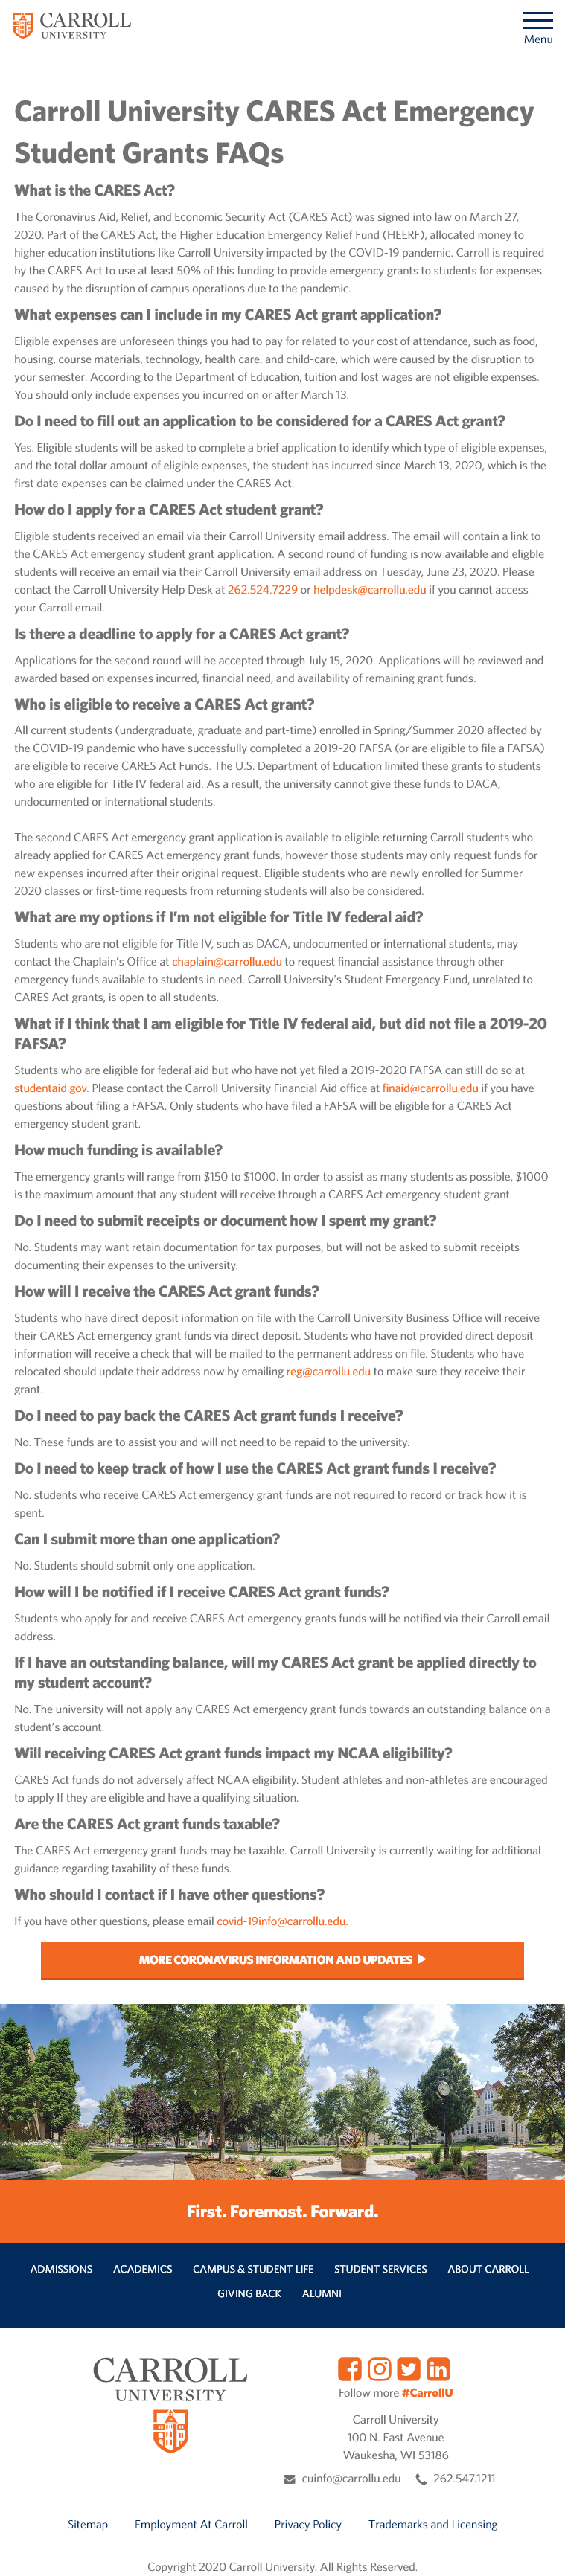 CARROLL
UNIVERSITY
Menu
Carroll University CARES Act Emergency
Student Grants FAQs
What is the CARES Act?
The Coronavirus Aid, Relief, and Economic Security Act (CARES Act) was signed into law on March 27,
2020. Part of the CARES Act, the Higher Education Emergency Relief Fund (HEERF), allocated money to
higher education institutions like Carroll University impacted by the COVID-19 pandemic. Carroll is required
by the CARES Act to use at least 50% of this funding to provide emergency grants to students for expenses
caused by the disruption of campus operations due to the pandemic.
What expenses can I include in my CARES Act grant application?
Eligible expenses are unforeseen things you had to pay for related to your cost of attendance, such as food,
housing, course materials, technology, health care, and child-care, which were caused by the disruption to
your semester. According to the Department of Education, tuition and lost wages are not eligible expenses.
You should only include expenses you incurred on or after March 13.
Do I need to fill out an application to be considered for a CARES Act grant?
Yes. Eligible students will be asked to complete a brief application to identify which type of eligible expenses,
and the total dollar amount of eligible expenses, the student has incurred since March 13, 2020, which is the
first date expenses can be claimed under the CARES Act.
How do I apply for a CARES Act student grant?
Eligible students received an email via their Carroll University email address. The email will contain a link to
the CARES Act emergency student grant application. A second round of funding is now available and eligble
students will receive an email via their Carroll University email address on Tuesday, June 23, 2020. Please
contact the Carroll University Help Desk at 262.524.7229 or helpdesk@carrollu.edu if you cannot access
your Carroll email.
Is there a deadline to apply for a CARES Act grant?
Applications for the second round will be accepted through July 15, 2020. Applications will be reviewed and
awarded based on expenses incurred, financial need, and availability of remaining grant funds.
Who is eligible to receive a CARES Act grant?
All current students (undergraduate, graduate and part-time) enrolled in Spring/Summer 2020 affected by
the COVID-19 pandemic who have successfully completed a 2019-20 FAFSA (or are eligible to file a FAFSA)
are eligible to receive CARES Act Funds. The U.S. Department of Education limited these grants to students
who are eligible for Title IV federal aid. As a result, the university cannot give these funds to DACA,
undocumented or international students.
The second CARES Act emergency grant application is available to eligible returning Carroll students who
already applied for CARES Act emergency grant funds, however those students may only request funds for
new expenses incurred after their original request. Eligible students who are newly enrolled for Summer
2020 classes or first-time requests from returning students will also be considered.
What are my options if I'm not eligible for Title IV federal aid?
Students who are not eligible for Title IV, such as DACA, undocumented or international students, may
contact the Chaplain's Office at chaplain@carrollu.edu to request financial assistance through other
emergency funds available to students in need. Carroll University's Student Emergency Fund, unrelated to
CARES Act grants, is open to all students.
What if I think that I am eligible for Title IV federal aid, but did not file a 2019-20
FAFSA?
Students who are eligible for federal aid but who have not yet filed a 2019-2020 FAFSA can still do so at
studentaid.gov. Please contact the Carroll University Financial Aid office at finaid@carrollu.edu if you have
questions about filing a FAFSA. Only students who have filed a FAFSA will be eligible for a CARES Act
emergency student grant.
How much funding is available?
The emergency grants will range from $150 to $1000. In order to assist as many students as possible, $1000
is the maximum amount that any student will receive through a CARES Act emergency student grant.
Do I need to submit receipts or document how I spent my grant?
No. Students may want retain documentation for tax purposes, but will not be asked to submit receipts
documenting their expenses to the university.
How will I receive the CARES Act grant funds?
Students who have direct deposit information on file with the Carroll University Business Office will receive
their CARES Act emergency grant funds via direct deposit. Students who have not provided direct deposit
information will receive a check that will be mailed to the permanent address on file. Students who have
relocated should update their address now by emailing reg@carrollu.edu to make sure they receive their
grant.
Do I need to pay back the CARES Act grant funds I receive?
No. These funds are to assist you and will not need to be repaid to the university.
Do I need to keep track of how I use the CARES Act grant funds I receive?
No. students who receive CARES Act emergency grant funds are not required to record or track how it is
spent.
Can I submit more than one application?
No. Students should submit only one application.
How will I be notified if I receive CARES Act grant funds?
Students who apply for and receive CARES Act emergency grants funds will be notified via their Carroll email
address.
If I have an outstanding balance, will my CARES Act grant be applied directly to
my student account?
No. The university will not apply any CARES Act emergency grant funds towards an outstanding balance on a
student's account.
Will receiving CARES Act grant funds impact my NCAA eligibility?
CARES Act funds do not adversely affect NCAA eligibility. Student athletes and non-athletes are encouraged
to apply If they are eligible and have a qualifying situation.
Are the CARES Act grant funds taxable?
The CARES Act emergency grant funds may be taxable. Carroll University is currently waiting for additional
guidance regarding taxability of these funds.
Who should I contact if I have other questions?
If you have other questions, please email covid-19info@carrollu.edu.
MORE CORONAVIRUS INFORMATION AND UPDATES
First. Foremost. Forward.
ADMISSIONS ACADEMICS CAMPUS & STUDENT LIFE STUDENT SERVICES ABOUT CARROLL
GIVING BACK ALUMNI
CARROLL
UNIVERSITY
Follow more #CarrollU
Carroll University
100 N. East Avenue
Waukesha, WI 53186
cuinfo@carrollu.edu 262.547.1211
Sitemap Employment At Carroll Privacy Policy Trademarks and Licensing
Copyright 2020 Carroll University. All Rights Reserved.